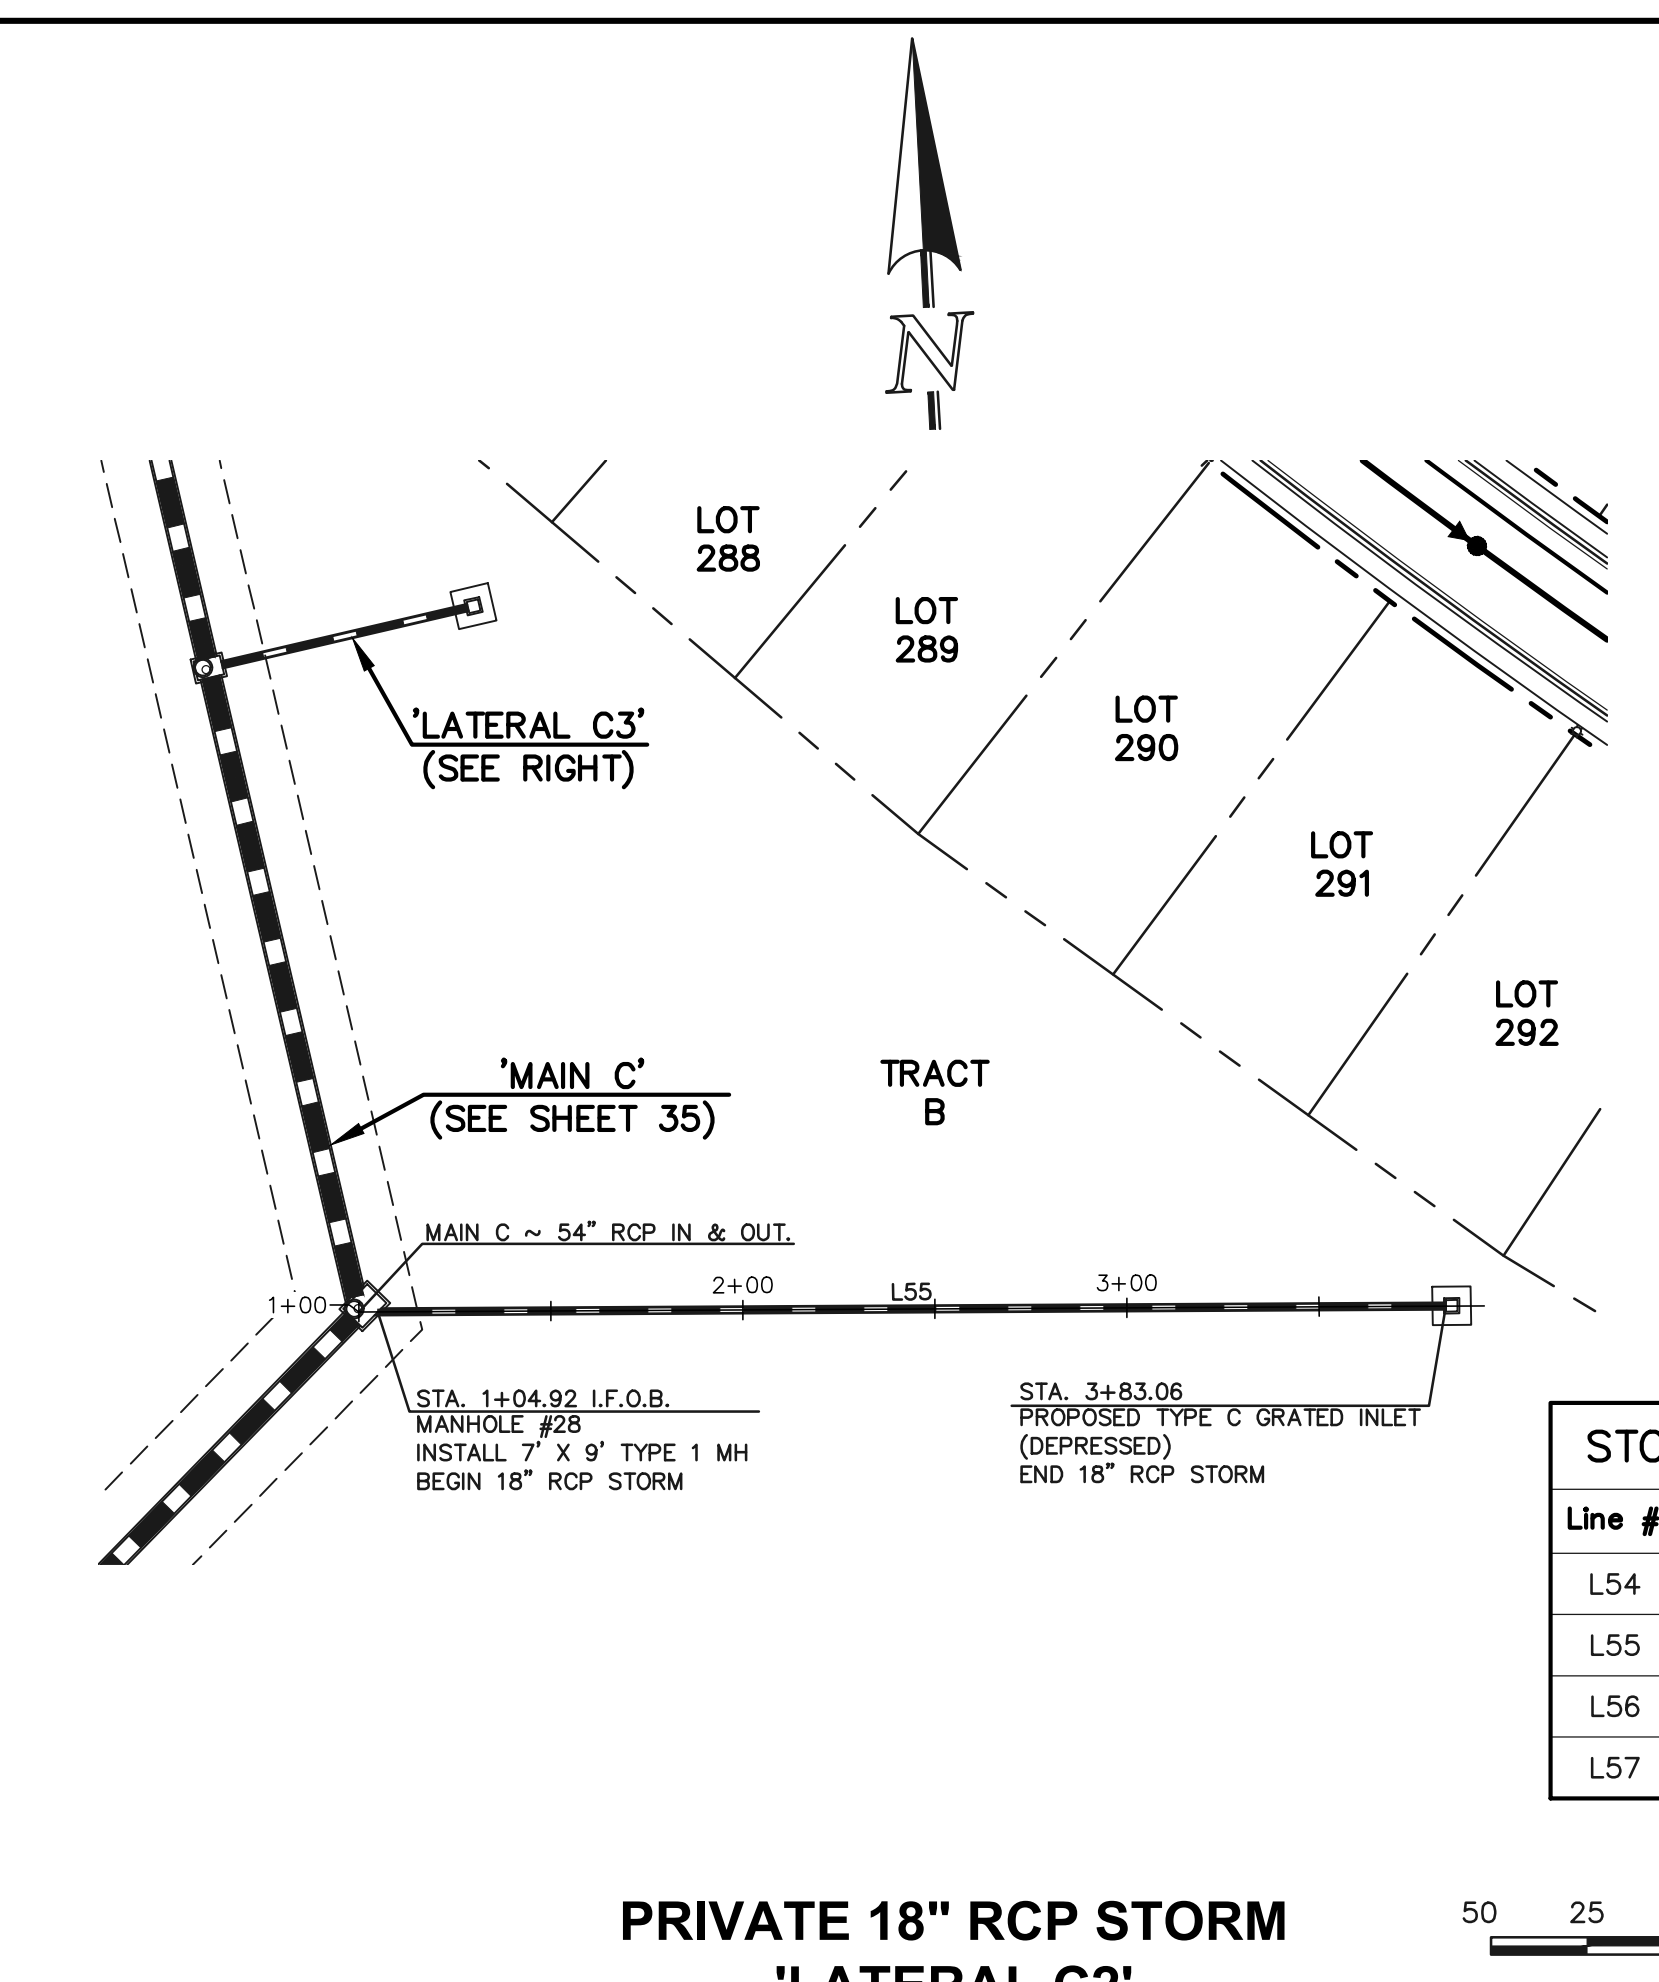 N
LOT
288
LOT
289
LOT
290
LOT
291
LOT
292
'LATERAL C3'
(SEE RIGHT)
'MAIN C'
(SEE SHEET 35)
TRACT
B
MAIN C ~ 54" RCP IN & OUT.
1+00
2+00
L55
3+00
STA. 1+04.92 I.F.O.B.
MANHOLE #28
INSTALL 7' X 9' TYPE 1 MH
BEGIN 18" RCP STORM
STA. 3+83.06
PROPOSED TYPE C GRATED INLET
(DEPRESSED)
END 18" RCP STORM
STO
Line #
L54
L55
L56
L57
PRIVATE 18" RCP STORM
'LATERAL C2'
50 25